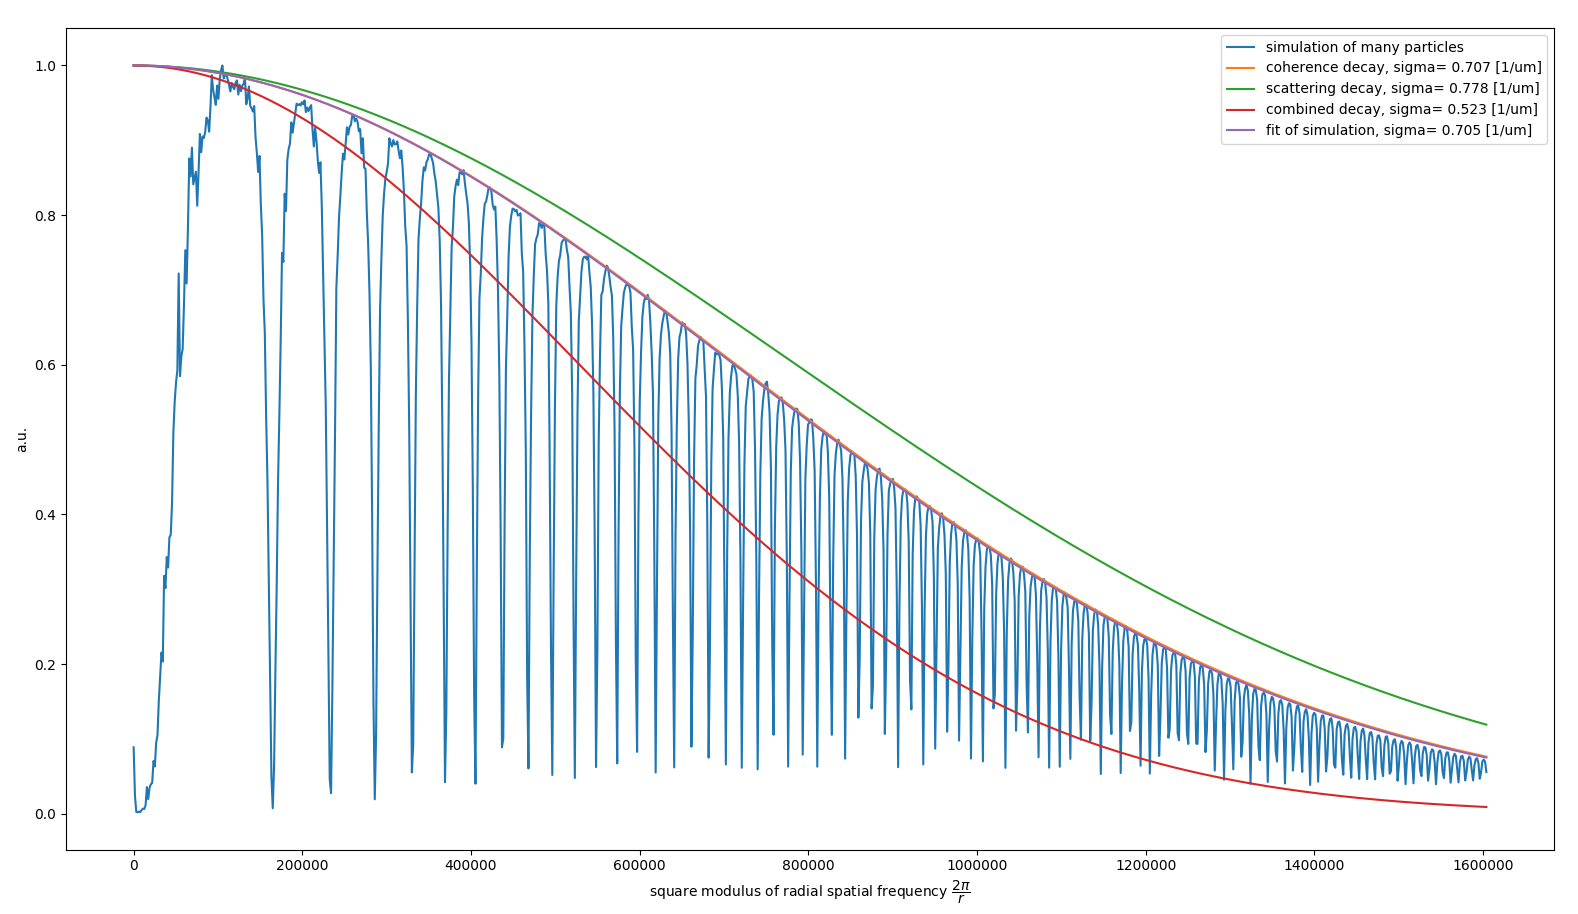 simulation of many particles
coherence decay, sigma= 0.707 [1/um]
scattering decay, sigma= 0.778 [1/um]
combined decay, sigma= 0.523 [1/um]
fit of simulation, sigma= 0.705 [1/um]
1.0
0.8
0.6
0.4
0.2
0.0
a.u.
0 200000 400000 600000 800000 1000000 1200000 1400000 1600000
square modulus of radial spatial frequency 2π/r